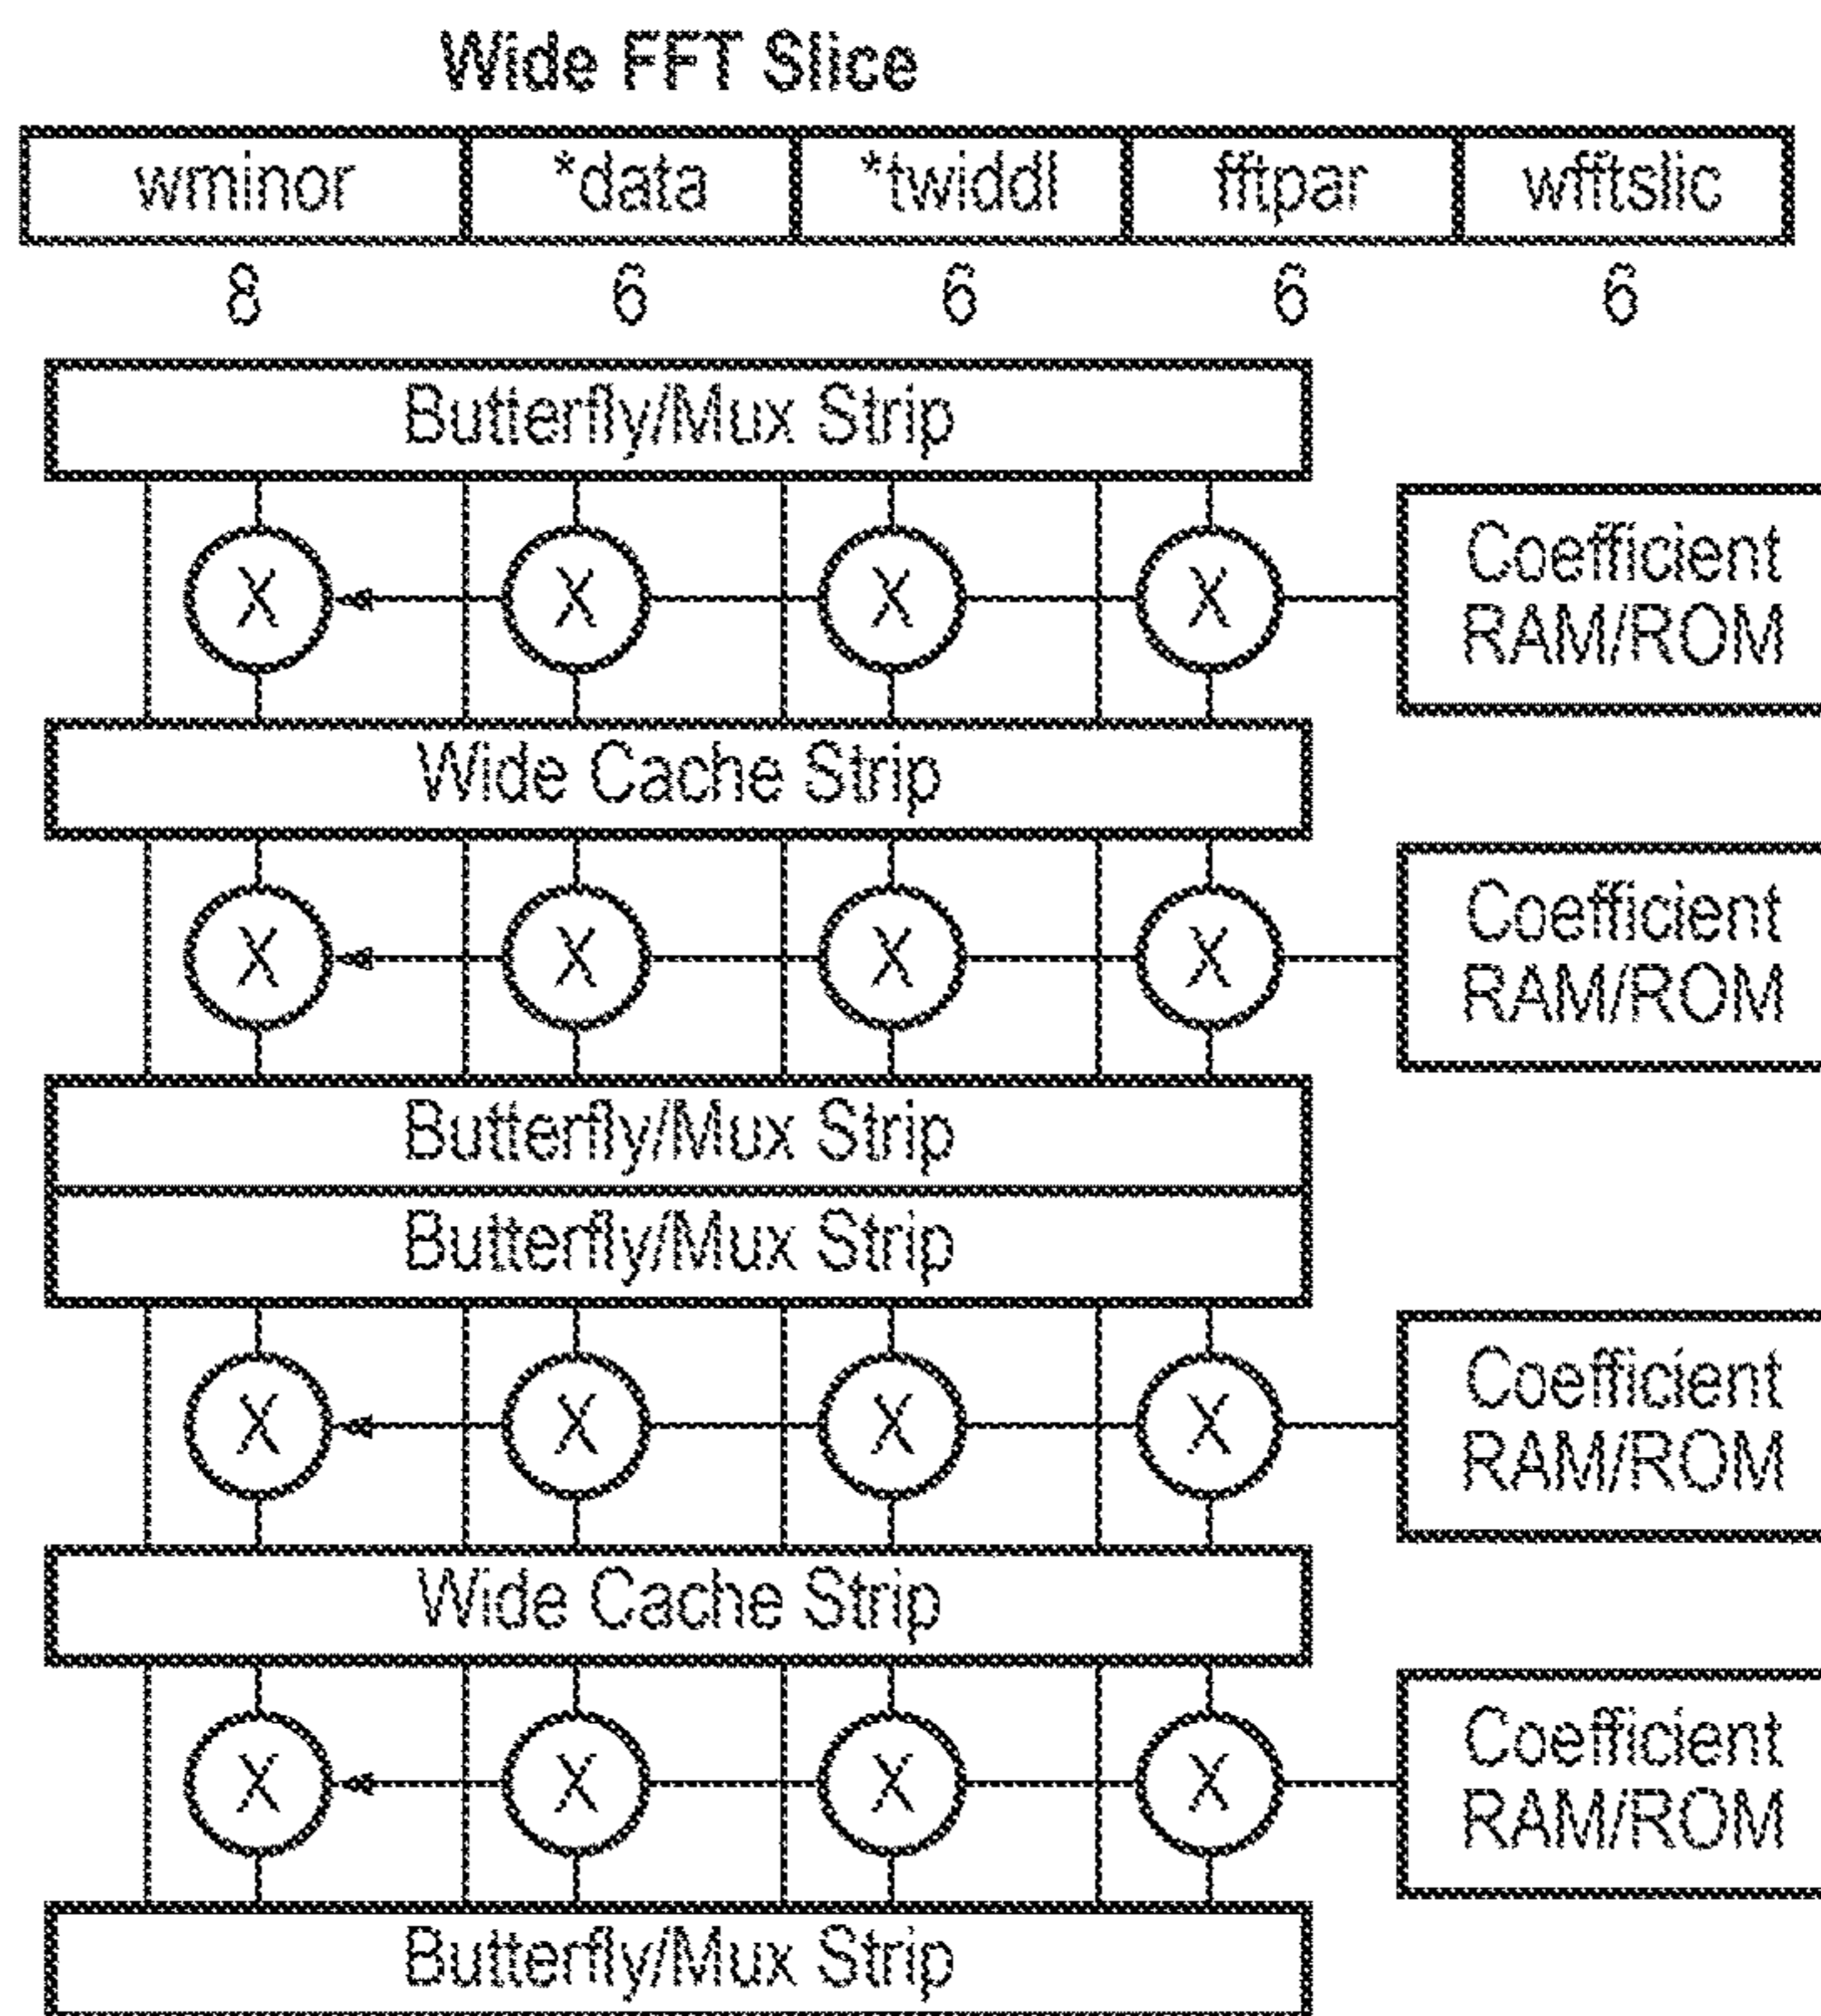 Wide FFT Slice
wminor *data *twiddl fftpar wfftslic
8 6 6 6 6
Butterfly/Mux Strip
X X X X
Coefficient
RAM/ROM
Wide Cache Strip
X X X X
Coefficient
RAM/ROM
Butterfly/Mux Strip
Butterfly/Mux Strip
X X X X
Coefficient
RAM/ROM
Wide Cache Strip
X X X X
Coefficient
RAM/ROM
Butterfly/Mux Strip